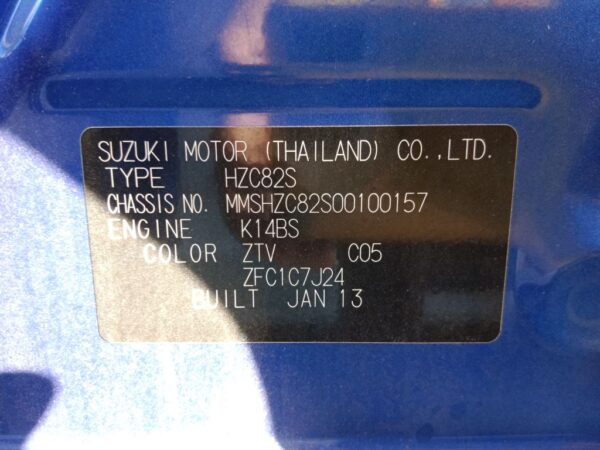 SUZUKI MOTOR (THAILAND) CO.,LTD.
TYPE HZC82S
CHASSIS NO. MMSHZC82S00100157
ENGINE K14BS
COLOR ZTV C05
ZFC1C7J24
BUILT JAN 13